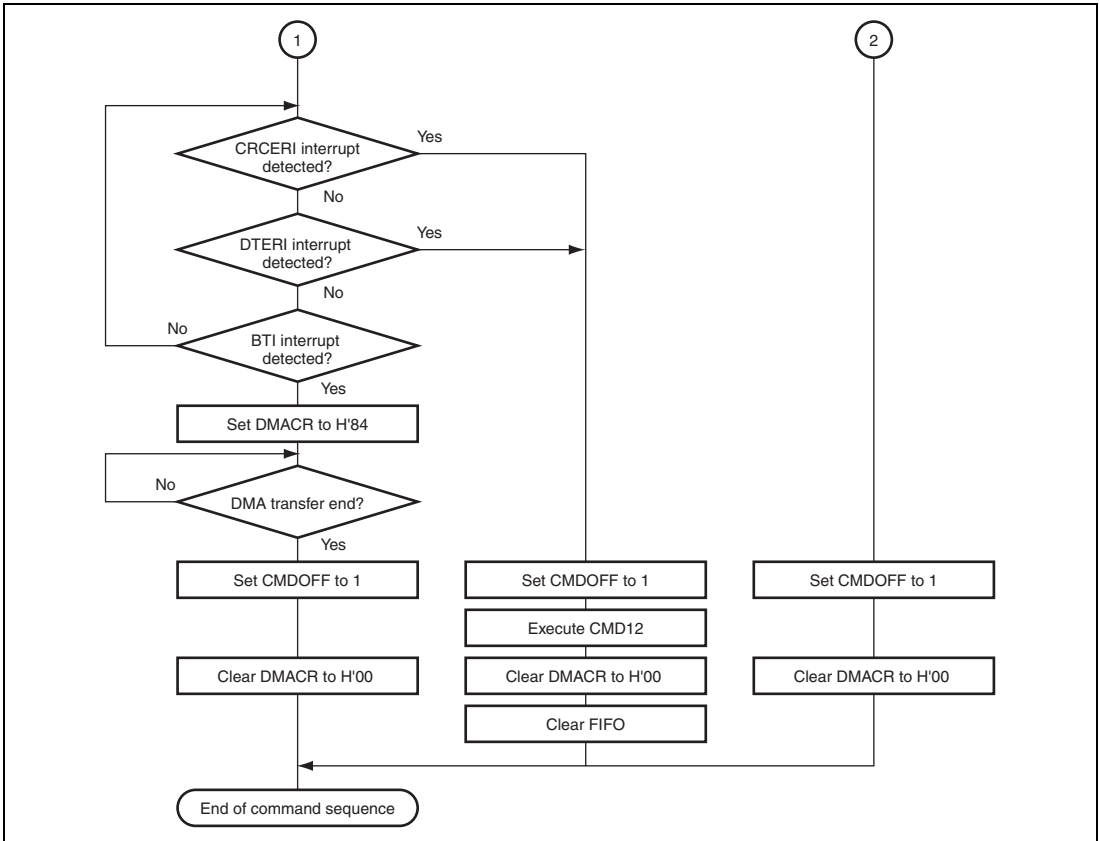 1
2
CRCERI interrupt
detected?
Yes
No
DTERI interrupt
detected?
Yes
No
BTI interrupt
detected?
No
Yes
Set DMACR to H'84
DMA transfer end?
No
Yes
Set CMDOFF to 1
Set CMDOFF to 1
Set CMDOFF to 1
Execute CMD12
Clear DMACR to H'00
Clear DMACR to H'00
Clear DMACR to H'00
Clear FIFO
End of command sequence